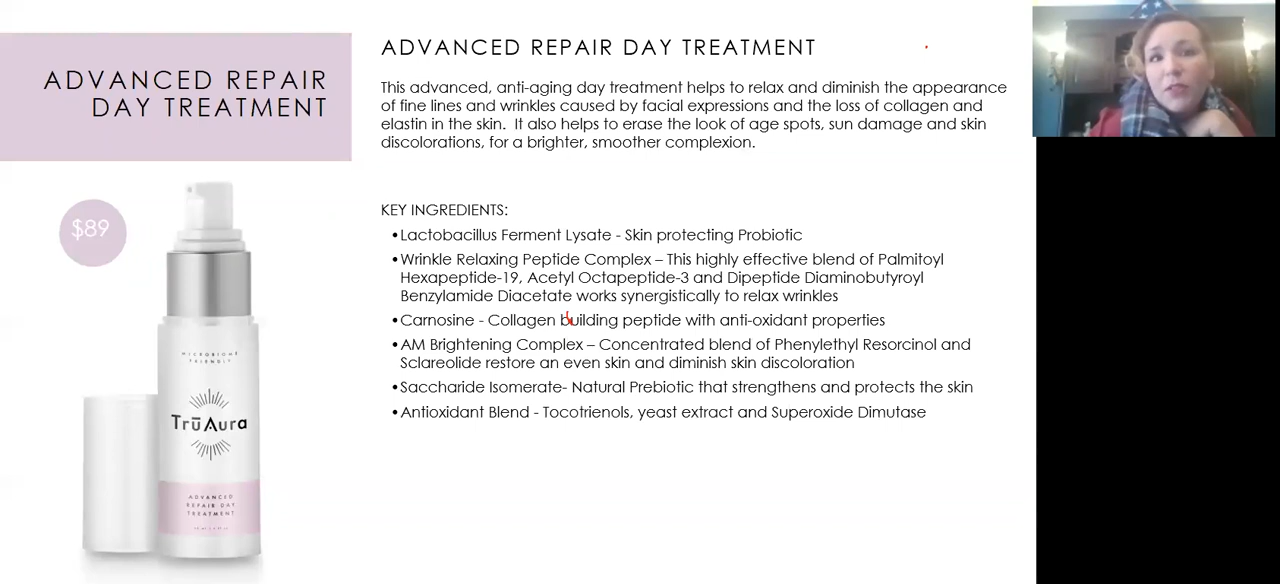 ADVANCED REPAIR
DAY TREATMENT
$89
MICROBIOME
FRIENDLY
TrūAura
ADVANCED
REPAIR DAY
TREATMENT
ADVANCED REPAIR DAY TREATMENT
This advanced, anti-aging day treatment helps to relax and diminish the appearance
of fine lines and wrinkles caused by facial expressions and the loss of collagen and
elastin in the skin.  It also helps to erase the look of age spots, sun damage and skin
discolorations, for a brighter, smoother complexion.
KEY INGREDIENTS:
•Lactobacillus Ferment Lysate - Skin protecting Probiotic
•Wrinkle Relaxing Peptide Complex – This highly effective blend of Palmitoyl
Hexapeptide-19, Acetyl Octapeptide-3 and Dipeptide Diaminobutyroyl
Benzylamide Diacetate works synergistically to relax wrinkles
•Carnosine - Collagen building peptide with anti-oxidant properties
•AM Brightening Complex – Concentrated blend of Phenylethyl Resorcinol and
Sclareolide restore an even skin and diminish skin discoloration
•Saccharide Isomerate- Natural Prebiotic that strengthens and protects the skin
•Antioxidant Blend - Tocotrienols, yeast extract and Superoxide Dimutase